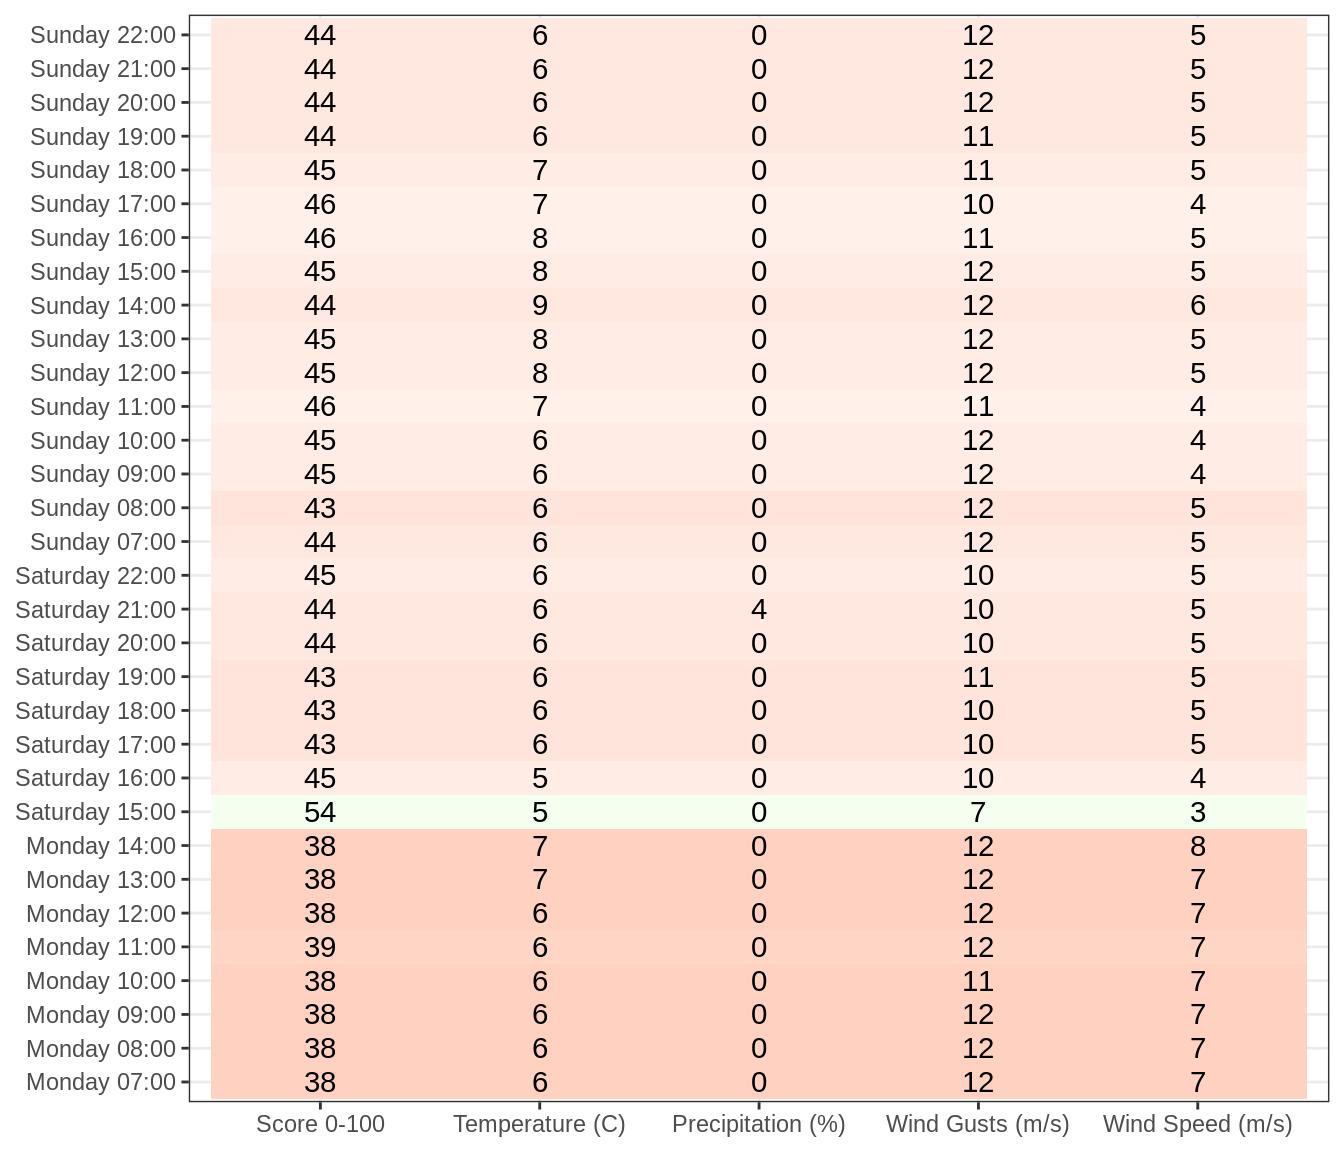 Sunday 22:00 44 6 0 12 5
Sunday 21:00 44 6 0 12 5
Sunday 20:00 44 6 0 12 5
Sunday 19:00 44 6 0 11 5
Sunday 18:00 45 7 0 11 5
Sunday 17:00 46 7 0 10 4
Sunday 16:00 46 8 0 11 5
Sunday 15:00 45 8 0 12 5
Sunday 14:00 44 9 0 12 6
Sunday 13:00 45 8 0 12 5
Sunday 12:00 45 8 0 12 5
Sunday 11:00 46 7 0 11 4
Sunday 10:00 45 6 0 12 4
Sunday 09:00 45 6 0 12 4
Sunday 08:00 43 6 0 12 5
Sunday 07:00 44 6 0 12 5
Saturday 22:00 45 6 0 10 5
Saturday 21:00 44 6 4 10 5
Saturday 20:00 44 6 0 10 5
Saturday 19:00 43 6 0 11 5
Saturday 18:00 43 6 0 10 5
Saturday 17:00 43 6 0 10 5
Saturday 16:00 45 5 0 10 4
Saturday 15:00 54 5 0 7 3
Monday 14:00 38 7 0 12 8
Monday 13:00 38 7 0 12 7
Monday 12:00 38 6 0 12 7
Monday 11:00 39 6 0 12 7
Monday 10:00 38 6 0 11 7
Monday 09:00 38 6 0 12 7
Monday 08:00 38 6 0 12 7
Monday 07:00 38 6 0 12 7
Score 0-100 Temperature (C) Precipitation (%) Wind Gusts (m/s) Wind Speed (m/s)